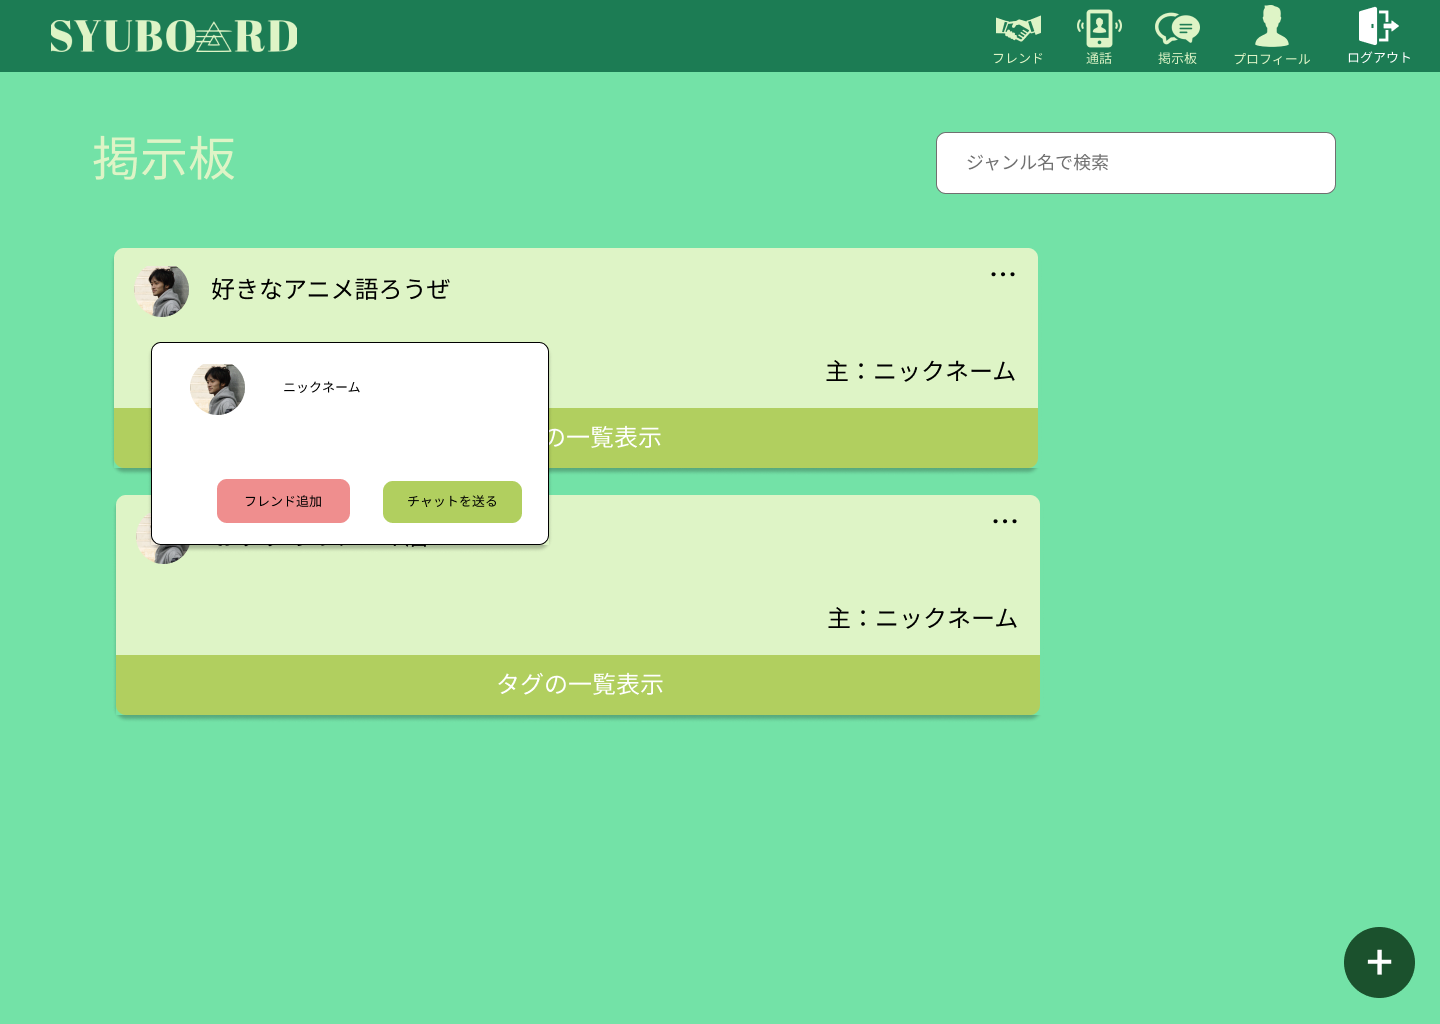 SYUBOARD
フレンド
通話
掲示板
プロフィール
ログアウト
掲示板
ジャンル名で検索
好きなアニメ語ろうぜ
主：ニックネーム
の一覧表示
ニックネーム
フレンド追加
チャットを送る
主：ニックネーム
タグの一覧表示